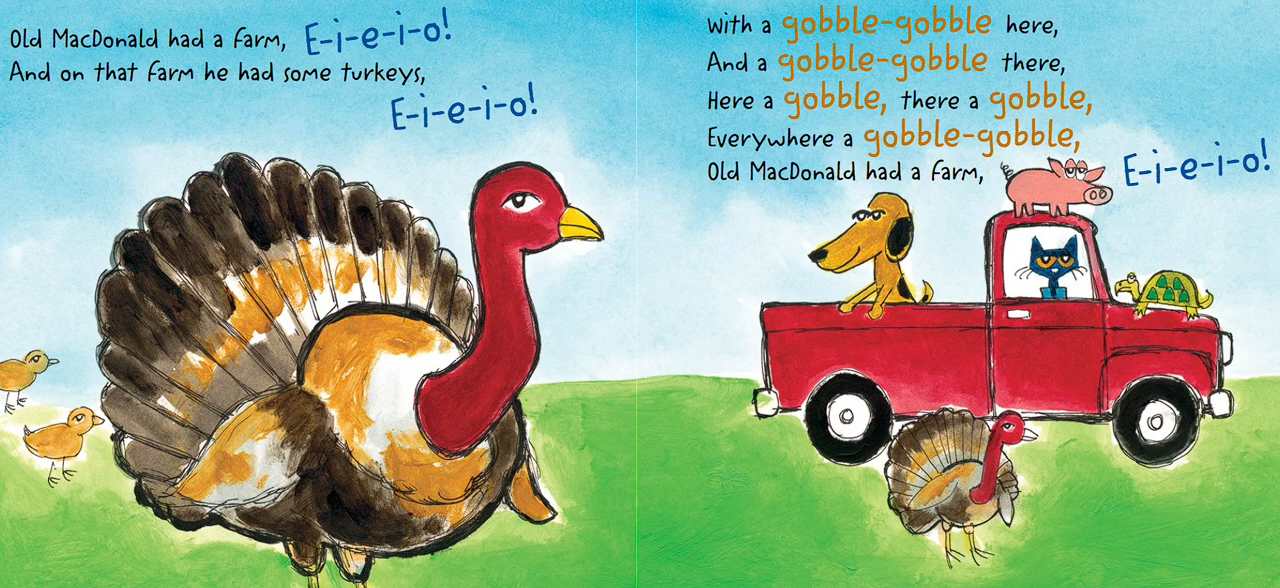 Old MacDonald had a farm, E-i-e-i-o!
And on that farm he had some turkeys,
E-i-e-i-o!
With a gobble-gobble here,
And a gobble-gobble there,
Here a gobble, there a gobble,
Everywhere a gobble-gobble,
Old MacDonald had a farm, E-i-e-i-o!